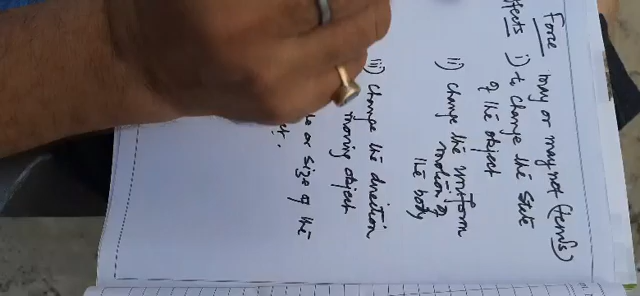 Force may or may not (tends)
Effects i) to change the state
of the object
ii) Change the uniform
motion of
the body
iii) Change the direction
moving object
or size of the